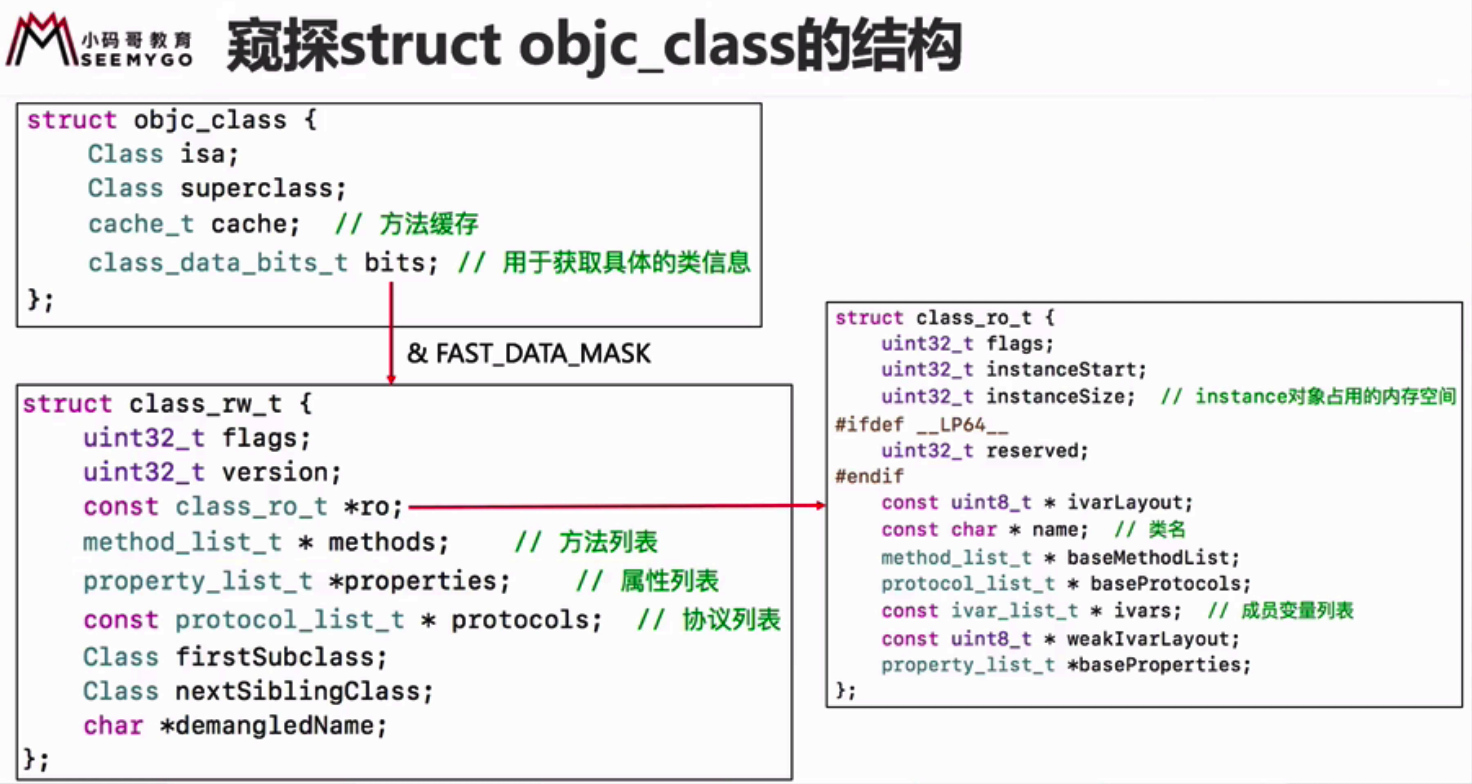 小码哥教育
SEEMYGO
窥探struct objc_class的结构
struct objc_class {
Class isa;
Class superclass;
cache_t cache; // 方法缓存
class_data_bits_t bits; // 用于获取具体的类信息
};
& FAST_DATA_MASK
struct class_rw_t {
uint32_t flags;
uint32_t version;
const class_ro_t *ro;
method_list_t * methods; // 方法列表
property_list_t *properties; // 属性列表
const protocol_list_t * protocols; // 协议列表
Class firstSubclass;
Class nextSiblingClass;
char *demangledName;
};
struct class_ro_t {
uint32_t flags;
uint32_t instanceStart;
uint32_t instanceSize; // instance对象占用的内存空间
#ifdef __LP64__
uint32_t reserved;
#endif
const uint8_t * ivarLayout;
const char * name; // 类名
method_list_t * baseMethodList;
protocol_list_t * baseProtocols;
const ivar_list_t * ivars; // 成员变量列表
const uint8_t * weakIvarLayout;
property_list_t *baseProperties;
};